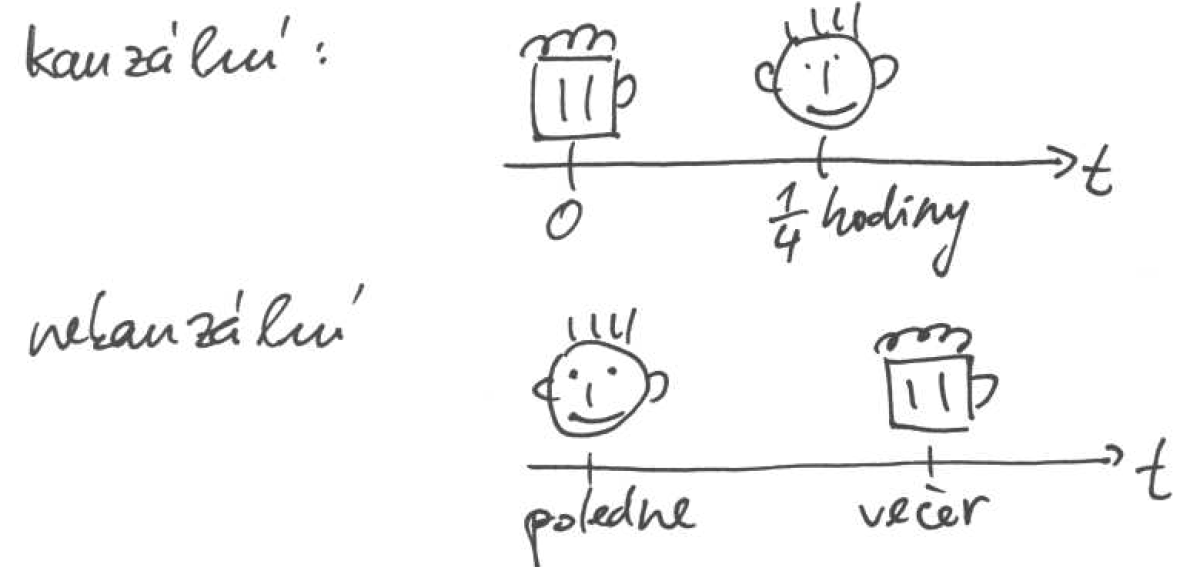 kauzální:
t
0
1/4 hodiny
nekauzální
t
poledne
večer